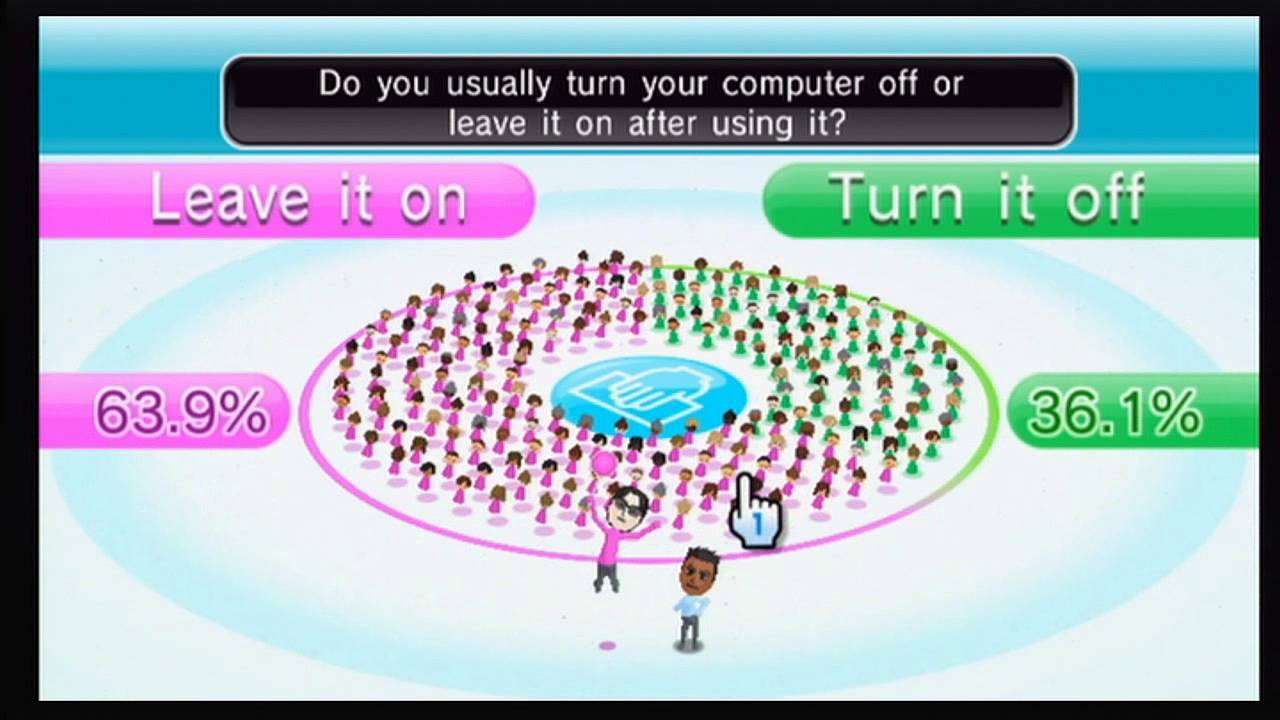 Do you usually turn your computer off or
leave it on after using it?
Leave it on
Turn it off
63.9%
36.1%
1